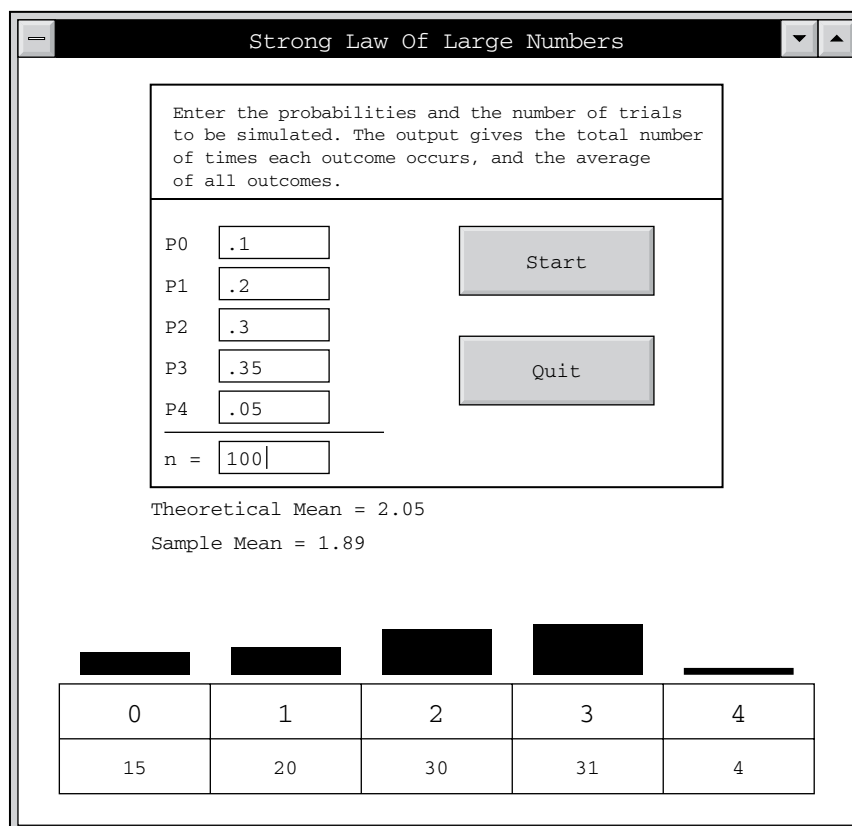 Strong Law Of Large Numbers
Enter the probabilities and the number of trials
to be simulated. The output gives the total number
of times each outcome occurs, and the average
of all outcomes.
P0 .1
Start
P1 .2
P2 .3
P3 .35
Quit
P4 .05
n = 100
Theoretical Mean = 2.05
Sample Mean = 1.89
0 1 2 3 4
15 20 30 31 4